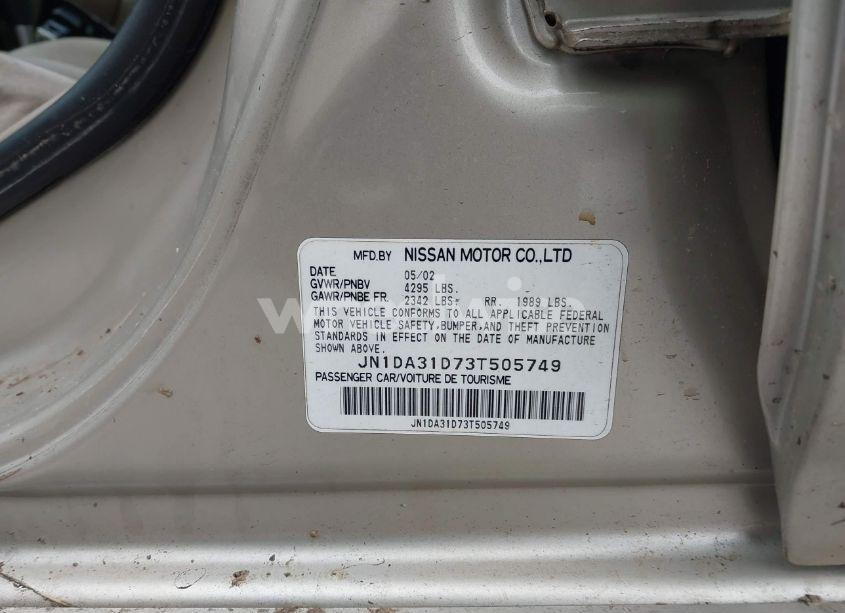 MFD.BY NISSAN MOTOR CO.,LTD
DATE 05/02
GVWR/PNBV 4295 LBS. -
GAWR/PNBE FR. 2342 LBS- RR. 1989 LBS.
THIS VEHICLE CONFORMS TO ALL APPLICABLE FEDERAL
MOTOR VEHICLE SAFETY,BUMPER,AND THEFT PREVENTION
STANDARDS IN EFFECT ON THE DATE OF MANUFACTURE
SHOWN ABOVE.
JN1DA31D73T505749
PASSENGER CAR/VOITURE DE TOURISME
JN1DA31D73T505749